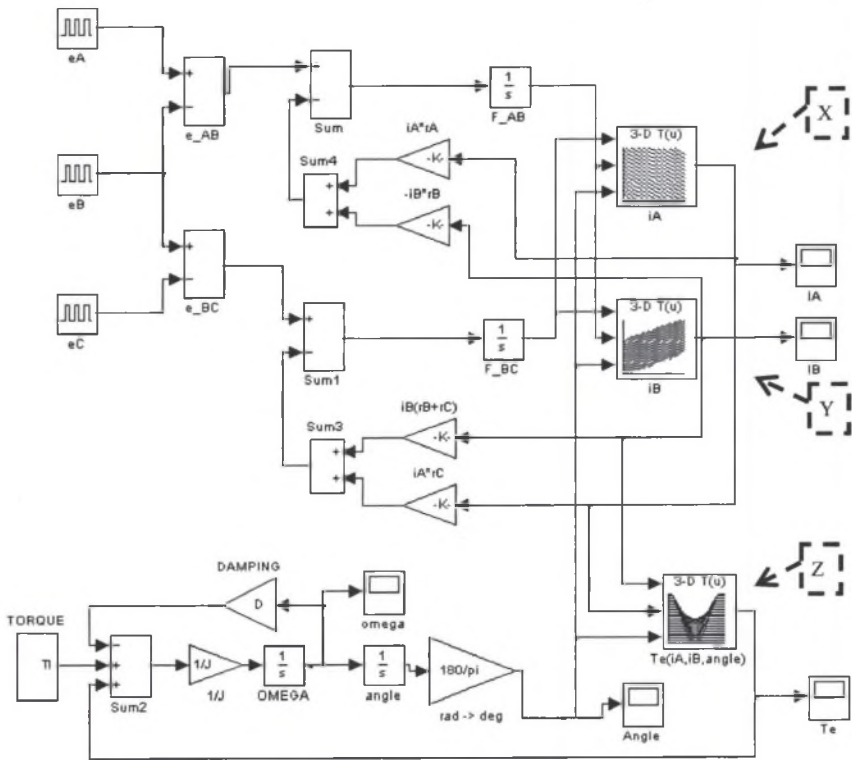 eA
+
−
e_AB
−
−
Sum
1
s
F_AB
3-D T(u)
iA
X
iA*rA
-K-
Sum4
+
+
-iB*rB
-K-
eB
+
−
e_BC
eC
IA
3-D T(u)
iB
IB
Y
+
−
Sum1
1
s
F_BC
iB(rB+rC)
-K-
Sum3
+
+
iA*rC
-K-
3-D T(u)
Te(iA,iB,angle)
Z
DAMPING
D
omega
TORQUE
Tl
−
+
+
Sum2
1/J
1/J
1
s
OMEGA
1
s
angle
180/pi
rad -> deg
Angle
Te